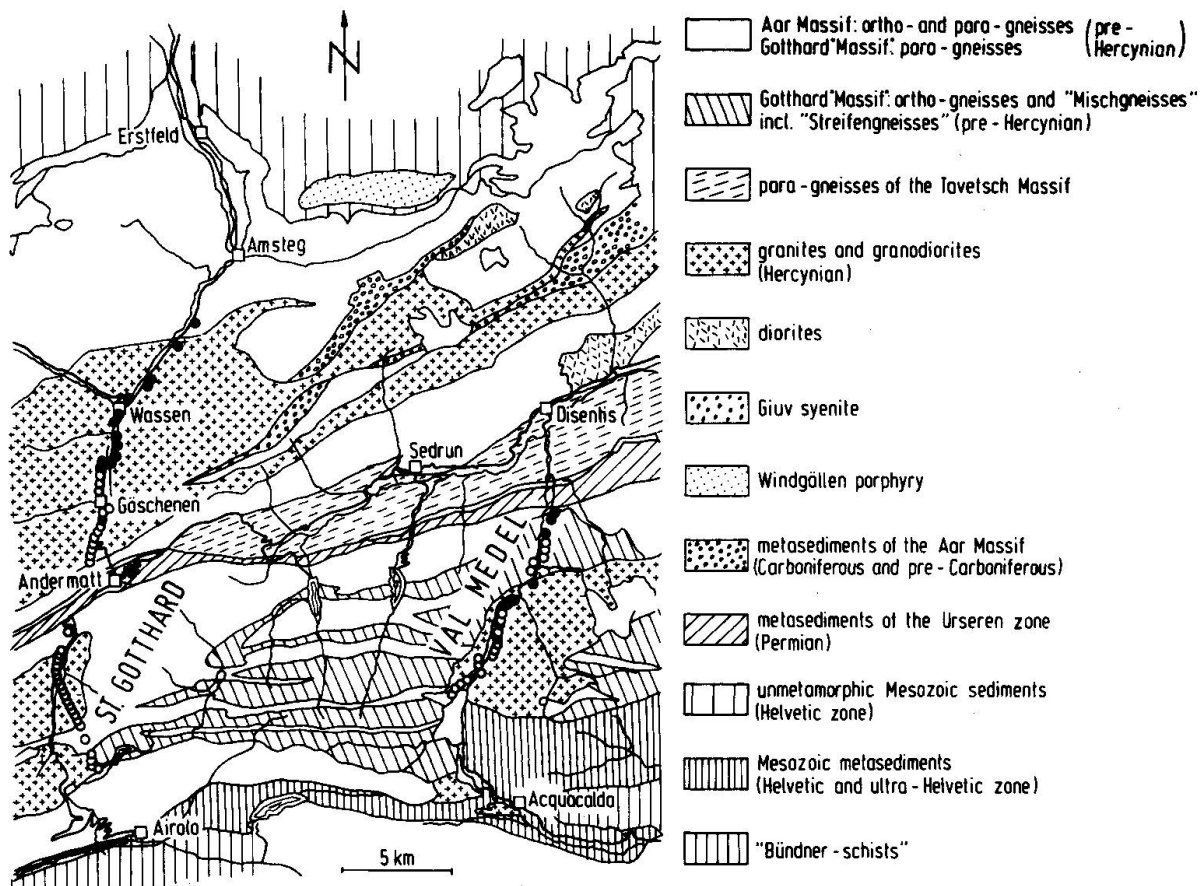 Aar Massif: ortho- and para-gneisses (pre-
Gotthard"Massif": para-gneisses Hercynian)
Gotthard"Massif": ortho-gneisses and "Mischgneisses"
incl. "Streifengneisses" (pre-Hercynian)
para-gneisses of the Tavetsch Massif
granites and granodiorites
(Hercynian)
diorites
Giuv syenite
Windgällen porphyry
metasediments of the Aar Massif
(Carboniferous and pre-Carboniferous)
metasediments of the Urseren zone
(Permian)
unmetamorphic Mesozoic sediments
(Helvetic zone)
Mesozoic metasediments
(Helvetic and ultra-Helvetic zone)
"Bündner-schists"
N
Erstfeld
Amsteg
Wassen
Göschenen
Andermatt
Sedrun
Disentis
ST. GOTTHARD
VAL MEDEL
Acquacalda
Airolo
5 km